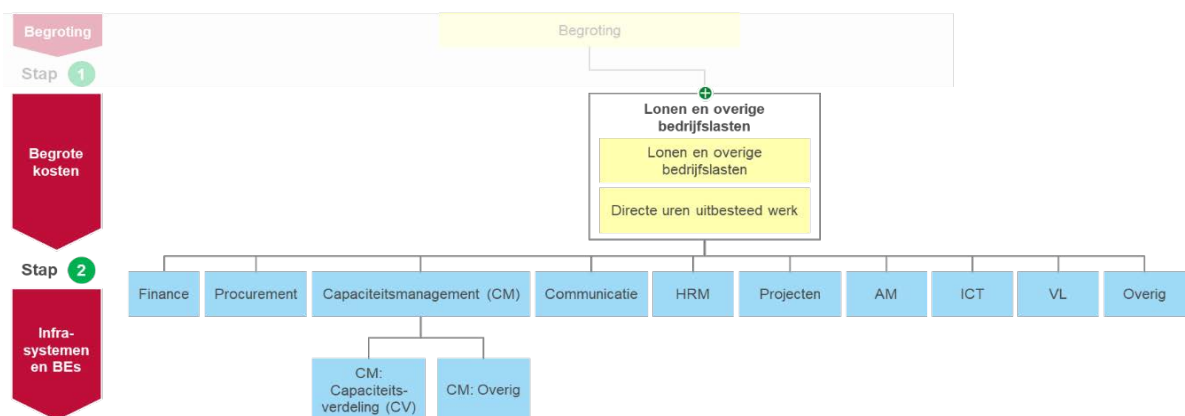 Begroting
Begroting
Stap 1
Lonen en overige
bedrijfslasten
Lonen en overige
bedrijfslasten
Directe uren uitbesteed werk
Begrote
kosten
Stap 2
Finance
Procurement
Capaciteitsmanagement (CM)
Communicatie
HRM
Projecten
AM
ICT
VL
Overig
Infra-
systemen
en BEs
CM:
Capaciteits-
verdeling (CV)
CM: Overig